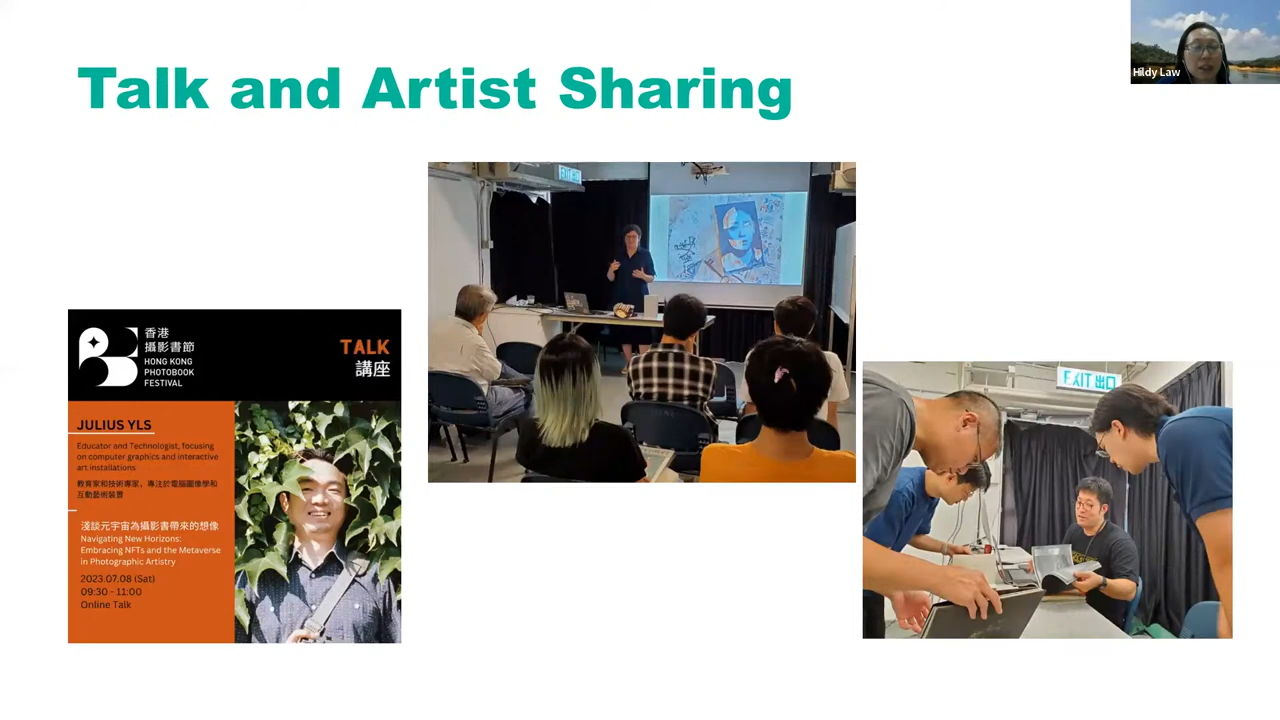 Talk and Artist Sharing
Hildy Law
EXIT 出口
香港
攝影書節
HONG KONG
PHOTOBOOK
FESTIVAL
TALK
講座
JULIUS YLS
Educator and Technologist, focusing
on computer graphics and interactive
art installations
教育家和技術專家，專注於電腦圖像學和
互動藝術裝置
淺談元宇宙為攝影書帶來的想像
Navigating New Horizons:
Embracing NFTs and the Metaverse
in Photographic Artistry
2023.07.08 (Sat)
09:30 - 11:00
Online Talk
EXIT 出口